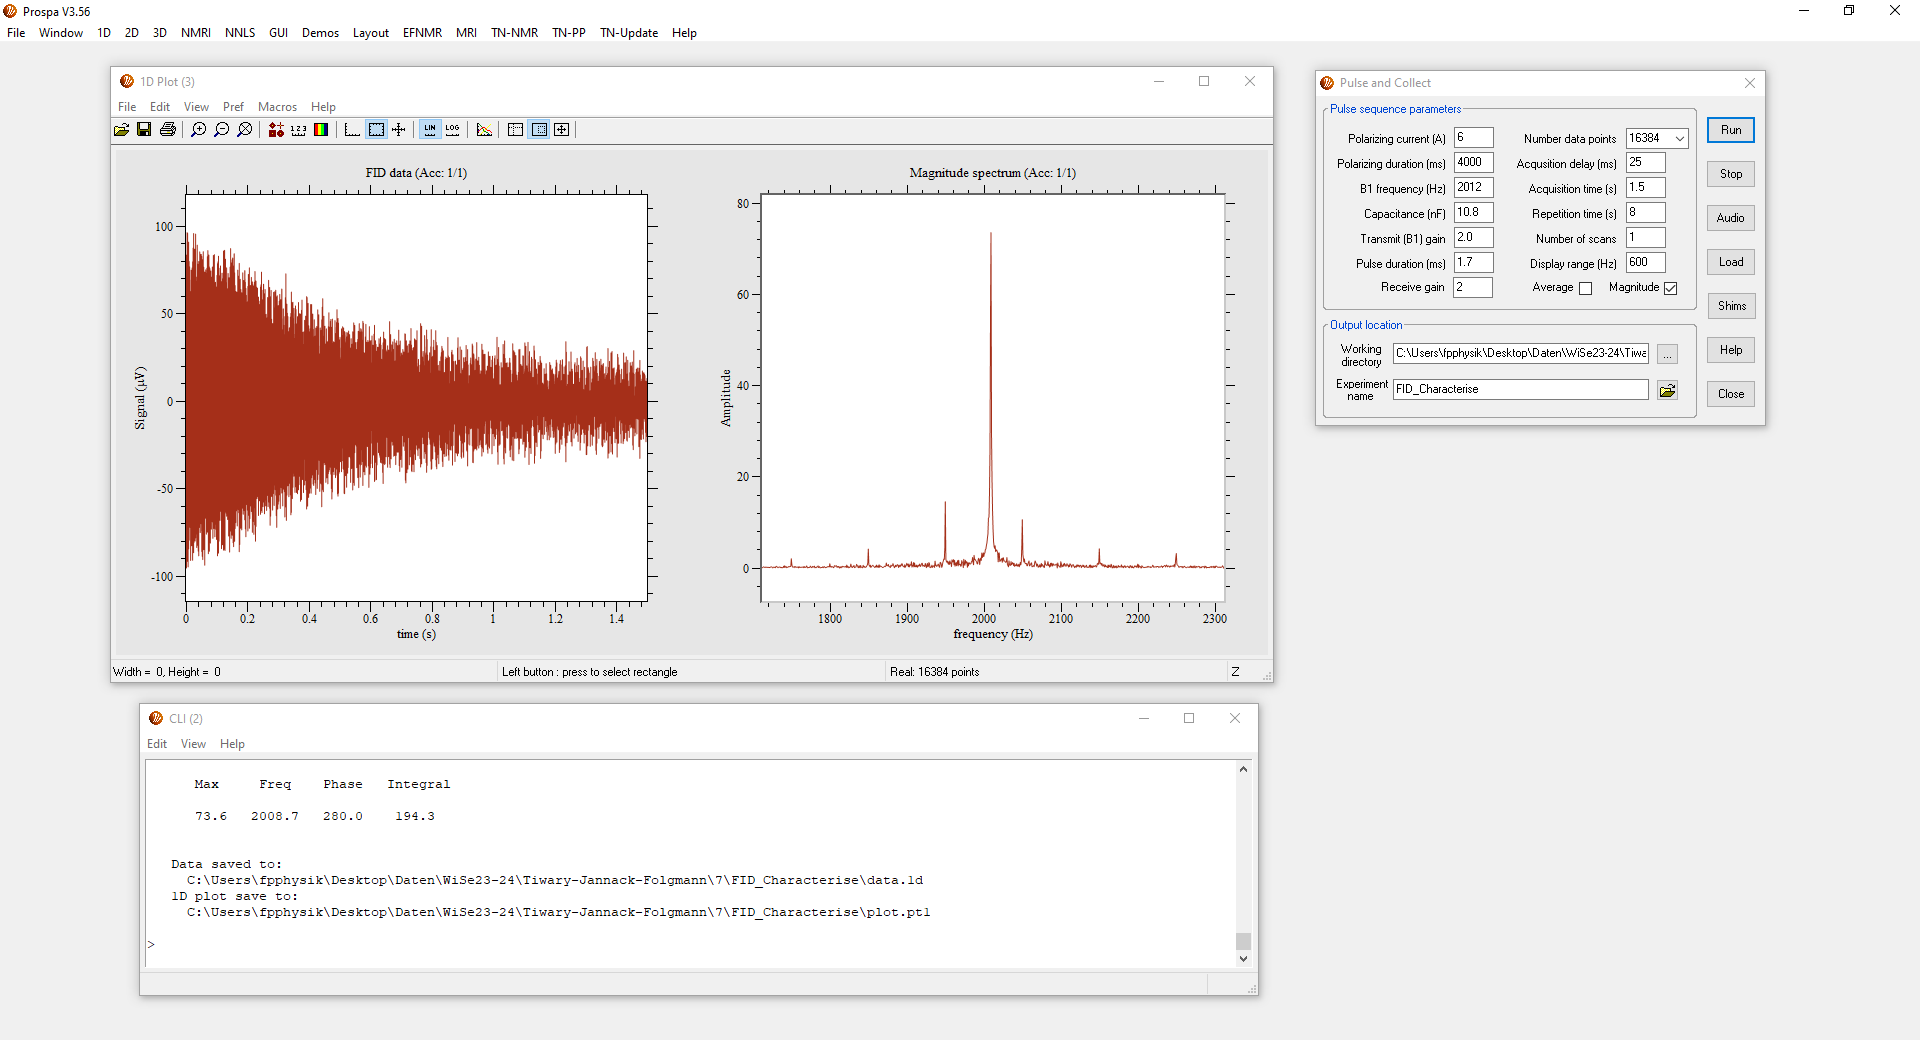 Prospa V3.56
File Window 1D 2D 3D NMRI NNLS GUI Demos Layout EFNMR MRI TN-NMR TN-PP TN-Update Help
1D Plot (3)
File Edit View Pref Macros Help
1 2 3 LIN LOG
FID data (Acc: 1/1)
100
50
0
-50
-100
Signal (µV)
0 0.2 0.4 0.6 0.8 1 1.2 1.4
time (s)
Magnitude spectrum (Acc: 1/1)
80
60
40
20
0
Amplitude
1800 1900 2000 2100 2200 2300
frequency (Hz)
Width = 0, Height = 0 Left button : press to select rectangle Real: 16384 points Z
Pulse and Collect
Pulse sequence parameters
Polarizing current (A) 6 Number data points 16384
Polarizing duration (ms) 4000 Acqusition delay (ms) 25
B1 frequency (Hz) 2012 Acquisition time (s) 1.5
Capacitance (nF) 10.8 Repetition time (s) 8
Transmit (B1) gain 2.0 Number of scans 1
Pulse duration (ms) 1.7 Display range (Hz) 600
Receive gain 2 Average Magnitude
Run
Stop
Audio
Load
Shims
Help
Close
Output location
Working directory C:\Users\fpphysik\Desktop\Daten\WiSe23-24\Tiwa ...
Experiment name FID_Characterise
CLI (2)
Edit View Help
Max Freq Phase Integral
73.6 2008.7 280.0 194.3
Data saved to:
C:\Users\fpphysik\Desktop\Daten\WiSe23-24\Tiwary-Jannack-Folgmann\7\FID_Characterise\data.1d
1D plot save to:
C:\Users\fpphysik\Desktop\Daten\WiSe23-24\Tiwary-Jannack-Folgmann\7\FID_Characterise\plot.pt1
>